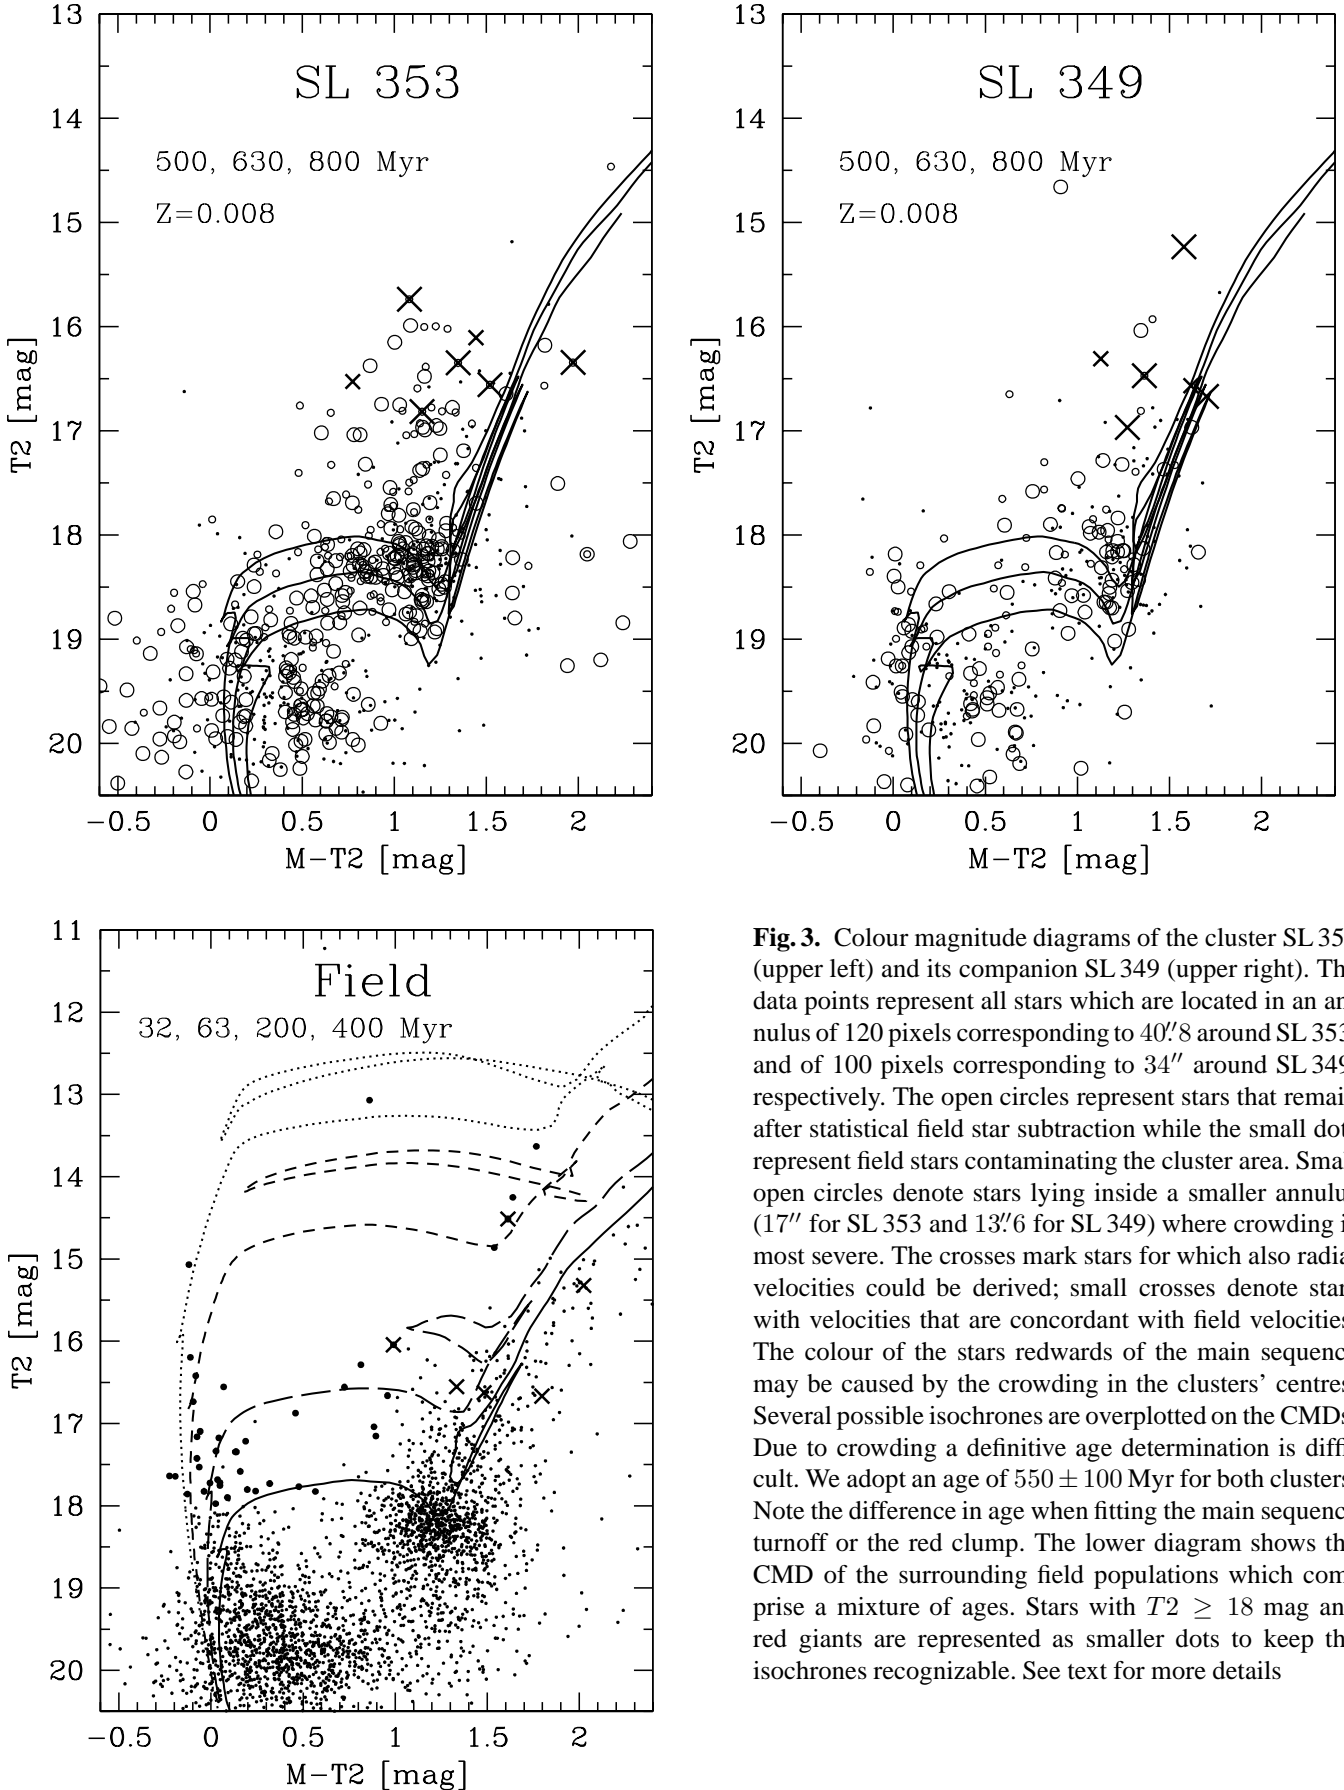 SL 353
500, 630, 800 Myr
Z=0.008
13
14
15
16
17
18
19
20
T2 [mag]
−0.5 0 0.5 1 1.5 2
M−T2 [mag]
SL 349
500, 630, 800 Myr
Z=0.008
13
14
15
16
17
18
19
20
T2 [mag]
−0.5 0 0.5 1 1.5 2
M−T2 [mag]
Field
32, 63, 200, 400 Myr
11
12
13
14
15
16
17
18
19
20
T2 [mag]
−0.5 0 0.5 1 1.5 2
M−T2 [mag]
Fig. 3. Colour magnitude diagrams of the cluster SL 35
(upper left) and its companion SL 349 (upper right). Th
data points represent all stars which are located in an an
nulus of 120 pixels corresponding to 40″.8 around SL 353
and of 100 pixels corresponding to 34″ around SL 349
respectively. The open circles represent stars that remai
after statistical field star subtraction while the small dot
represent field stars contaminating the cluster area. Smal
open circles denote stars lying inside a smaller annulu
(17″ for SL 353 and 13″.6 for SL 349) where crowding i
most severe. The crosses mark stars for which also radia
velocities could be derived; small crosses denote star
with velocities that are concordant with field velocities
The colour of the stars redwards of the main sequenc
may be caused by the crowding in the clusters' centres
Several possible isochrones are overplotted on the CMDs
Due to crowding a definitive age determination is diffi
cult. We adopt an age of 550 ± 100 Myr for both clusters
Note the difference in age when fitting the main sequenc
turnoff or the red clump. The lower diagram shows th
CMD of the surrounding field populations which com
prise a mixture of ages. Stars with T2 ≥ 18 mag an
red giants are represented as smaller dots to keep th
isochrones recognizable. See text for more details